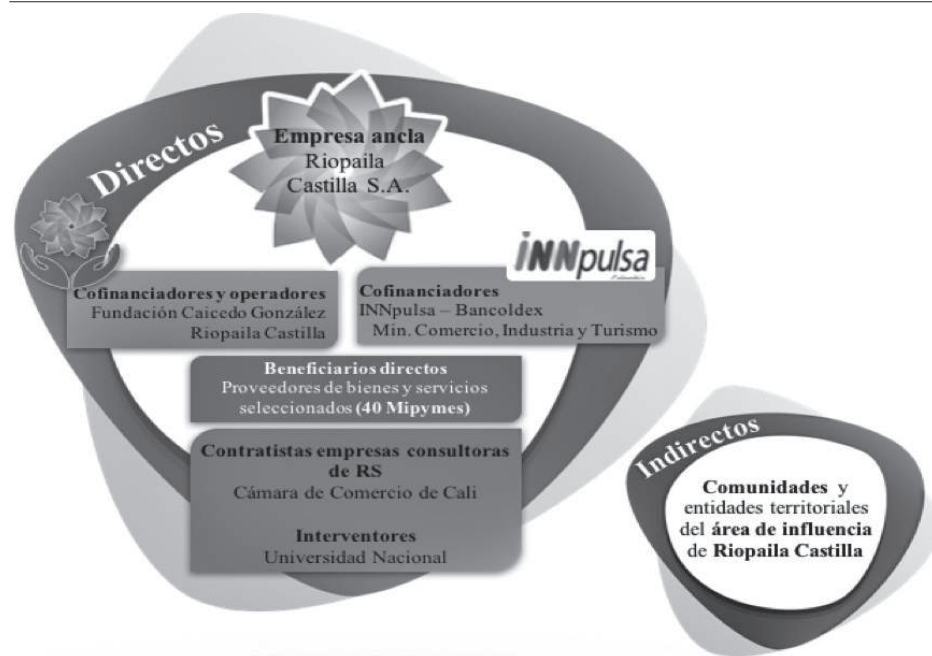 Directos
Empresa ancla
Riopaila
Castilla S.A.
iNNpulsa
Cofinanciadores y operadores
Fundación Caicedo González
Riopaila Castilla
Cofinanciadores
INNpulsa – Bancoldex
Min. Comercio, Industria y Turismo
Beneficiarios directos
Proveedores de bienes y servicios
seleccionados (40 Mipymes)
Contratistas empresas consultoras
de RS
Cámara de Comercio de Cali
Interventores
Universidad Nacional
Indirectos
Comunidades y
entidades territoriales
del área de influencia
de Riopaila Castilla